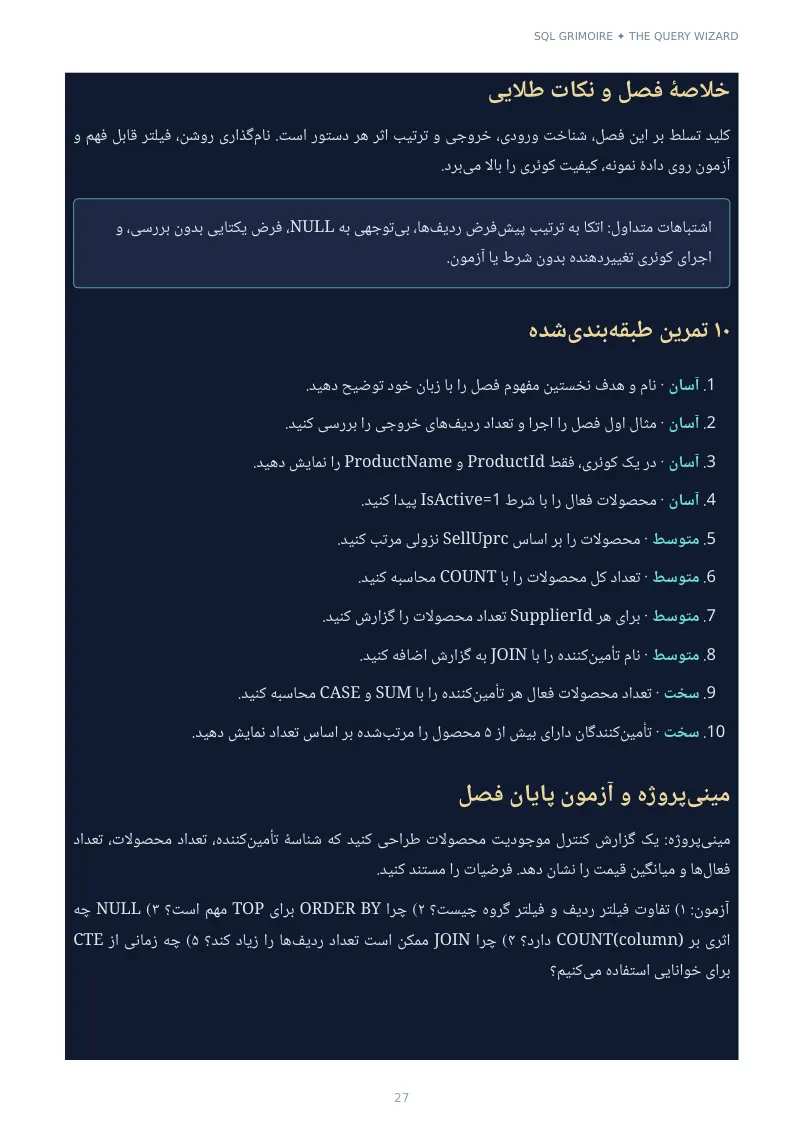 SQL GRIMOIRE ✦ THE QUERY WIZARD
خلاصهٔ فصل و نکات طلایی
کلید تسلط بر این فصل، شناخت ورودی، خروجی و ترتیب اثر هر دستور است. نام‌گذاری روشن، فیلتر قابل فهم و
آزمون روی دادهٔ نمونه، کیفیت کوئری را بالا می‌برد.
اشتباهات متداول: اتکا به ترتیب پیش‌فرض ردیف‌ها، بی‌توجهی به NULL، فرض یکتایی بدون بررسی، و
اجرای کوئری تغییردهنده بدون شرط یا آزمون.
۱۰ تمرین طبقه‌بندی‌شده
1. آسان · نام و هدف نخستین مفهوم فصل را با زبان خود توضیح دهید.
2. آسان · مثال اول فصل را اجرا و تعداد ردیف‌های خروجی را بررسی کنید.
3. آسان · در یک کوئری، فقط ProductId و ProductName را نمایش دهید.
4. آسان · محصولات فعال را با شرط IsActive=1 پیدا کنید.
5. متوسط · محصولات را بر اساس SellUprc نزولی مرتب کنید.
6. متوسط · تعداد کل محصولات را با COUNT محاسبه کنید.
7. متوسط · برای هر SupplierId تعداد محصولات را گزارش کنید.
8. متوسط · نام تأمین‌کننده را با JOIN به گزارش اضافه کنید.
9. سخت · تعداد محصولات فعال هر تأمین‌کننده را با SUM و CASE محاسبه کنید.
10. سخت · تأمین‌کنندگان دارای بیش از ۵ محصول را مرتب‌شده بر اساس تعداد نمایش دهید.
مینی‌پروژه و آزمون پایان فصل
مینی‌پروژه: یک گزارش کنترل موجودیت محصولات طراحی کنید که شناسهٔ تأمین‌کننده، تعداد محصولات، تعداد
فعال‌ها و میانگین قیمت را نشان دهد. فرضیات را مستند کنید.
آزمون: ۱) تفاوت فیلتر ردیف و فیلتر گروه چیست؟ ۲) چرا ORDER BY برای TOP مهم است؟ ۳) NULL چه
اثری بر COUNT(column) دارد؟ ۴) چرا JOIN ممکن است تعداد ردیف‌ها را زیاد کند؟ ۵) چه زمانی از CTE
برای خوانایی استفاده می‌کنیم؟
27